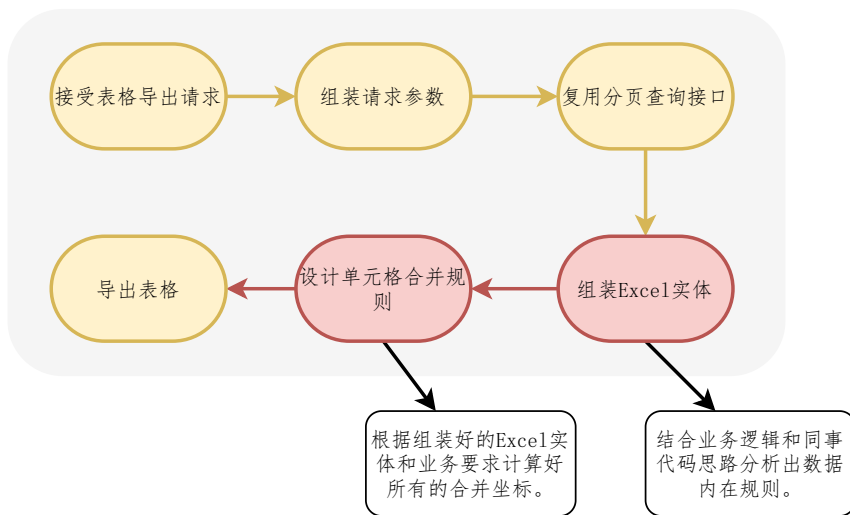 接受表格导出请求
组装请求参数
复用分页查询接口
导出表格
设计单元格合并规
则
组装Excel实体
根据组装好的Excel实
体和业务要求计算好
所有的合并坐标。
结合业务逻辑和同事
代码思路分析出数据
内在规则。